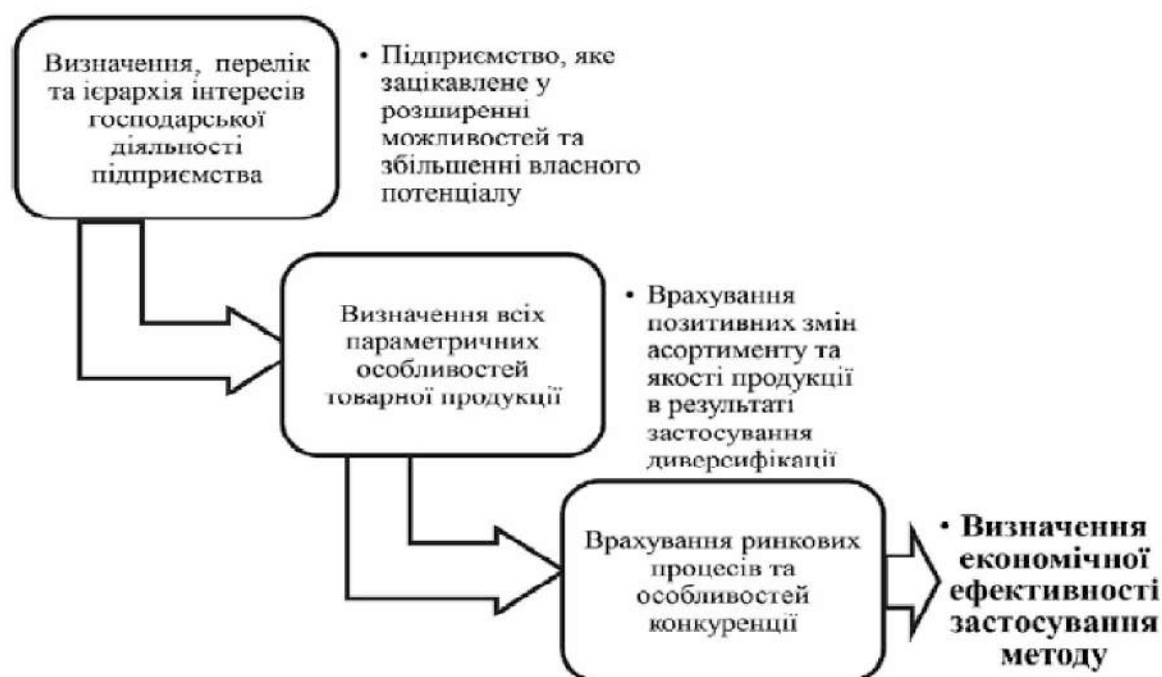 Визначення, перелік
та ієрархія інтересів
господарської
діяльності
підприємства
• Підприємство, яке
зацікавлене у
розширенні
можливостей та
збільшенні власного
потенціалу
Визначення всіх
параметричних
особливостей
товарної продукції
• Врахування
позитивних змін
асортименту та
якості продукції
в результаті
застосування
диверсифікації
Врахування ринкових
процесів та
особливостей
конкуренції
• Визначення
економічної
ефективності
застосування
методу